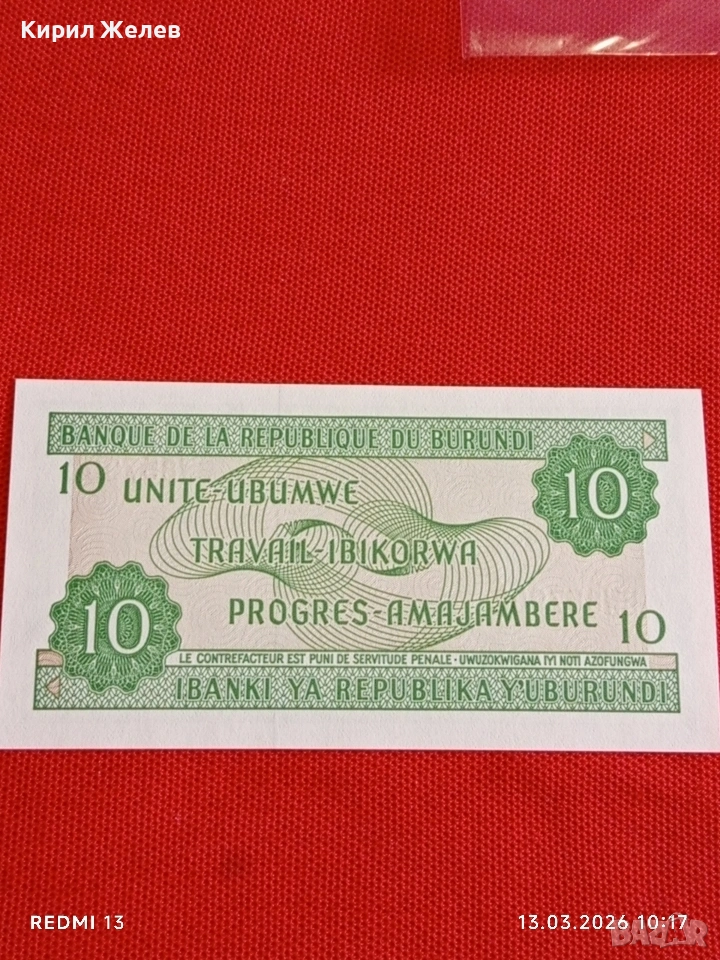 Кирил Желев
BANQUE DE LA REPUBLIQUE DU BURUNDI
10
10
UNITE-UBUMWE
TRAVAIL-IBIKORWA
PROGRES-AMAJAMBERE
10
10
LE CONTREFACTEUR EST PUNI DE SERVITUDE PENALE · UWUZOKWIGANA IYI NOTI AZOFUNGWA
IBANKI YA REPUBLIKA Y'UBURUNDI
REDMI 13
13.03.2026 10:17
BAZAR